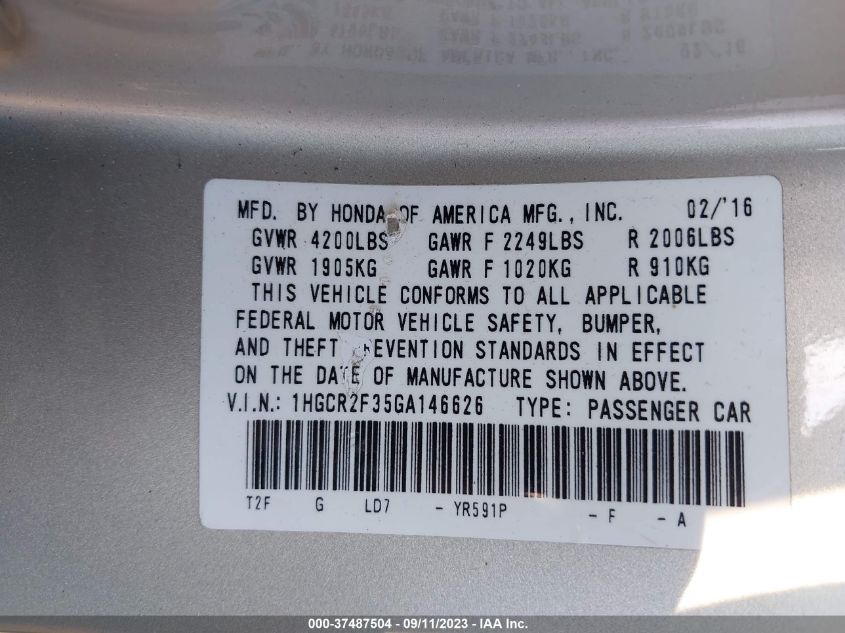 MFD. BY HONDA OF AMERICA MFG., INC. 02/'16
GVWR 4200LBS GAWR F 2249LBS R 2006LBS
GVWR 1905KG GAWR F 1020KG R 910KG
THIS VEHICLE CONFORMS TO ALL APPLICABLE
FEDERAL MOTOR VEHICLE SAFETY, BUMPER,
AND THEFT EVENTION STANDARDS IN EFFECT
ON THE DATE OF MANUFACTURE SHOWN ABOVE.
V.I.N.: 1HGCR2F35GA146626 TYPE: PASSENGER CAR
T2F G LD7 - YR591P - F - A
000-37487504 - 09/11/2023 - IAA Inc.